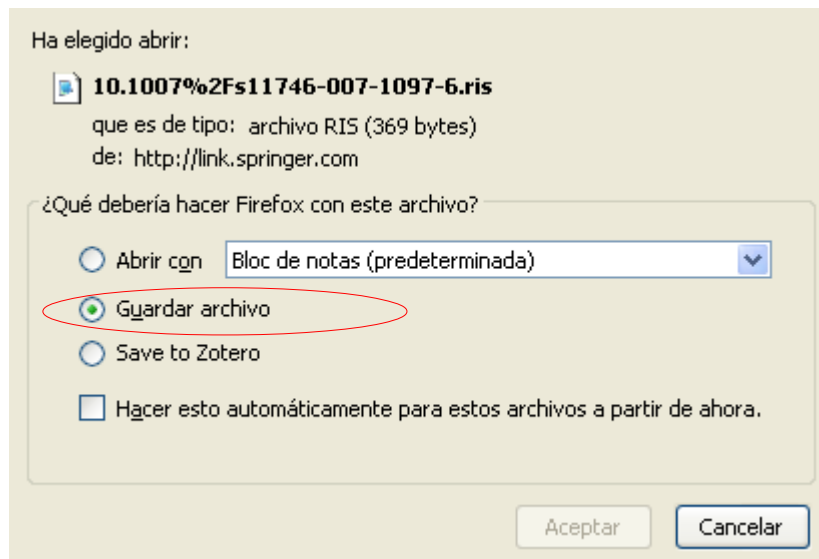 Ha elegido abrir:
10.1007%2Fs11746-007-1097-6.ris
que es de tipo: archivo RIS (369 bytes)
de: http://link.springer.com
¿Qué debería hacer Firefox con este archivo?
Abrir con Bloc de notas (predeterminada)
Guardar archivo
Save to Zotero
Hacer esto automáticamente para estos archivos a partir de ahora.
Aceptar Cancelar